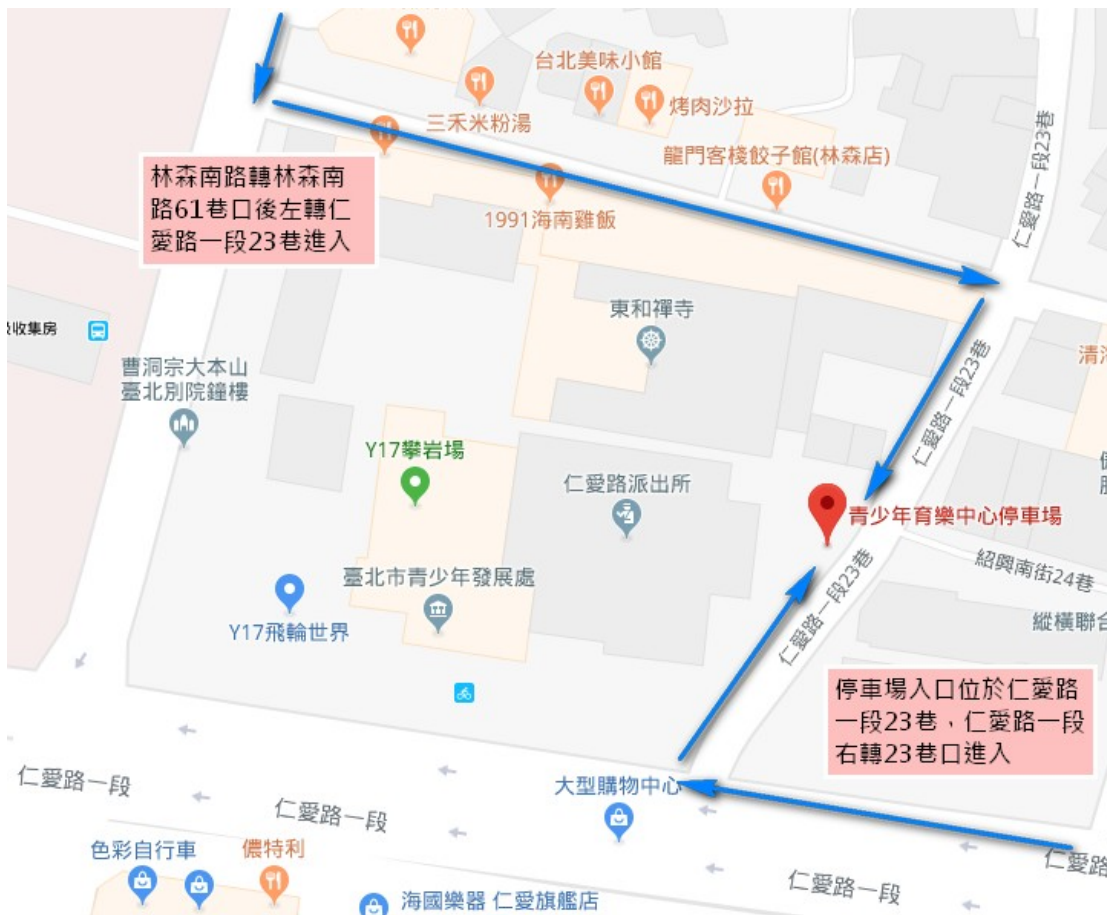 台北美味小館
烤肉沙拉
三禾米粉湯
龍門客棧餃子館(林森店)
仁愛路一段23巷
林森南路轉林森南
路61巷口後左轉仁
愛路一段23巷進入
1991海南雞飯
東和禪寺
收集房
曹洞宗大本山
臺北別院鐘樓
仁愛路一段23巷
Y17攀岩場
仁愛路派出所
青少年育樂中心停車場
紹興南街24巷
臺北市青少年發展處
Y17飛輪世界
縱橫聯合
仁愛路一段23巷
停車場入口位於仁愛路
一段23巷,仁愛路一段
右轉23巷口進入
仁愛路一段
大型購物中心
仁愛路一段
仁愛路
仁愛路一段
色彩自行車
儂特利
海國樂器 仁愛旗艦店